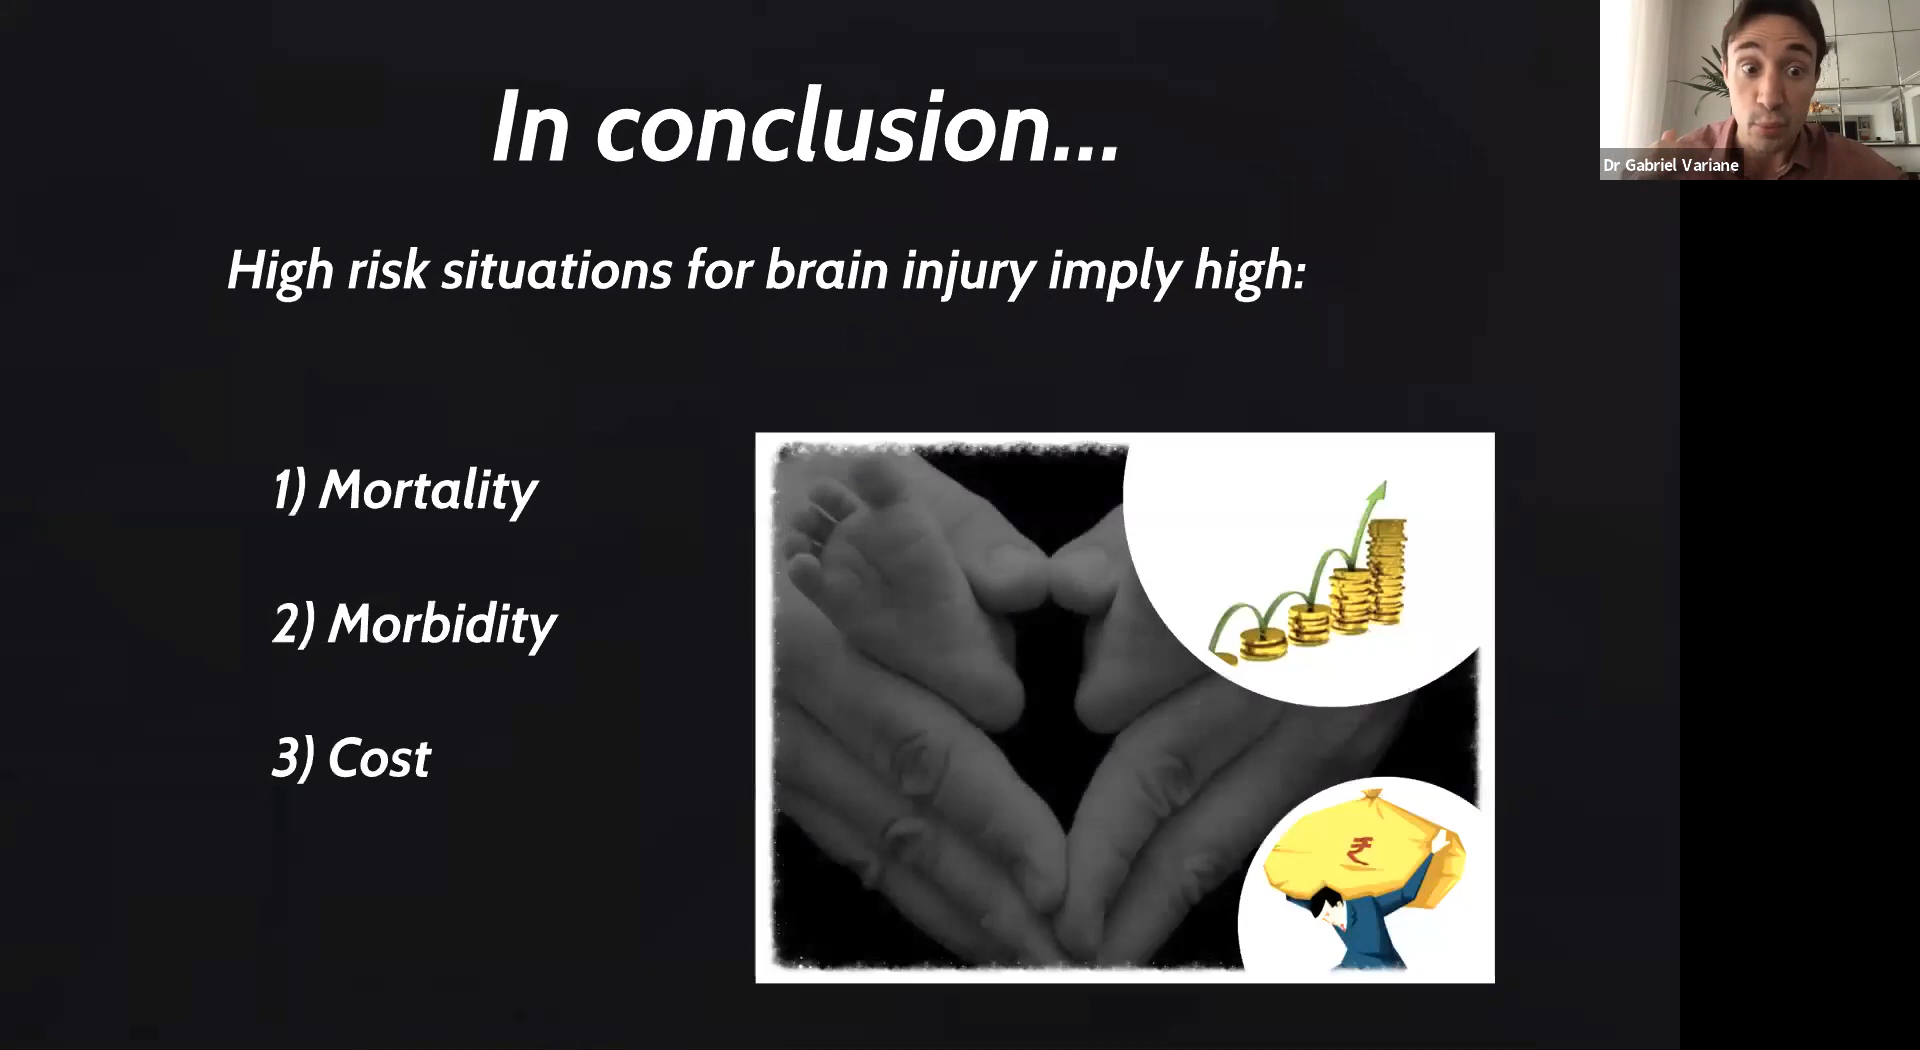 In conclusion...
Dr Gabriel Variane
High risk situations for brain injury imply high:
1) Mortality
2) Morbidity
3) Cost
₹